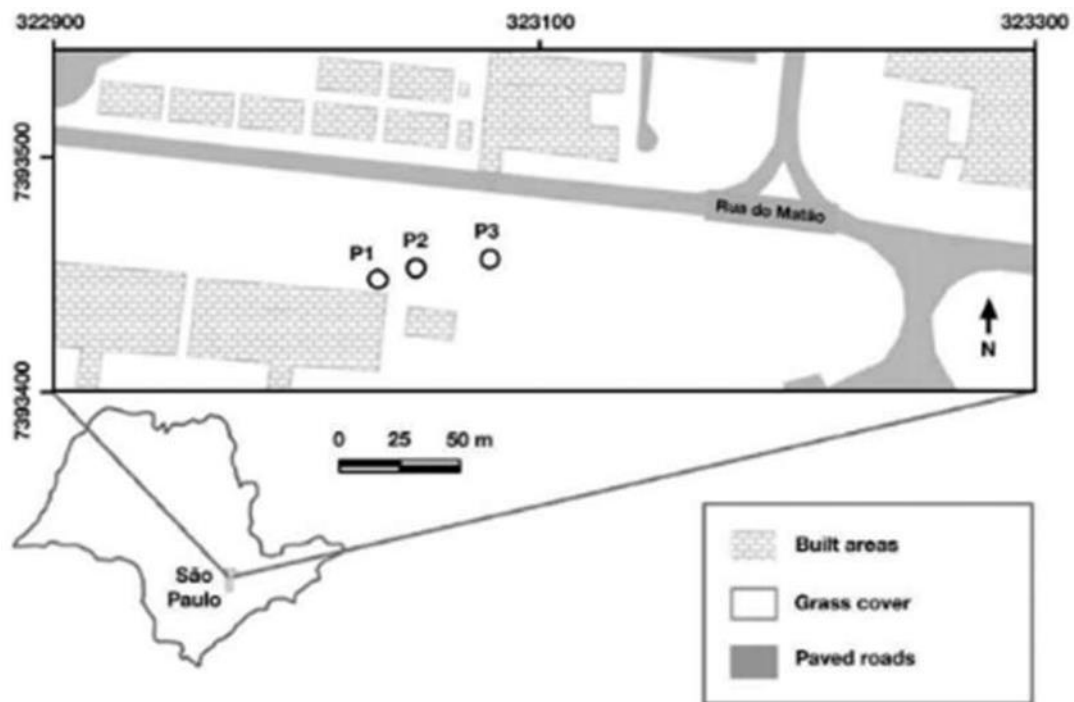 322900 323100 323300
7393500
7393400
Rua do Matão
P1 P2 P3
N
0 25 50 m
São
Paulo
Built areas
Grass cover
Paved roads